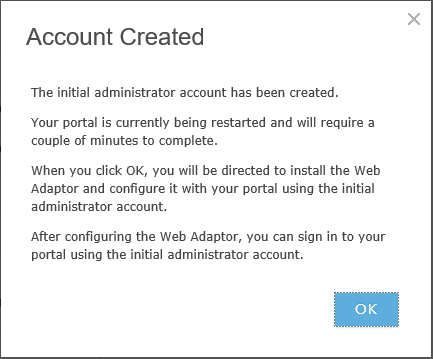 Account Created
The initial administrator account has been created.
Your portal is currently being restarted and will require a
couple of minutes to complete.
When you click OK, you will be directed to install the Web
Adaptor and configure it with your portal using the initial
administrator account.
After configuring the Web Adaptor, you can sign in to your
portal using the initial administrator account.
OK